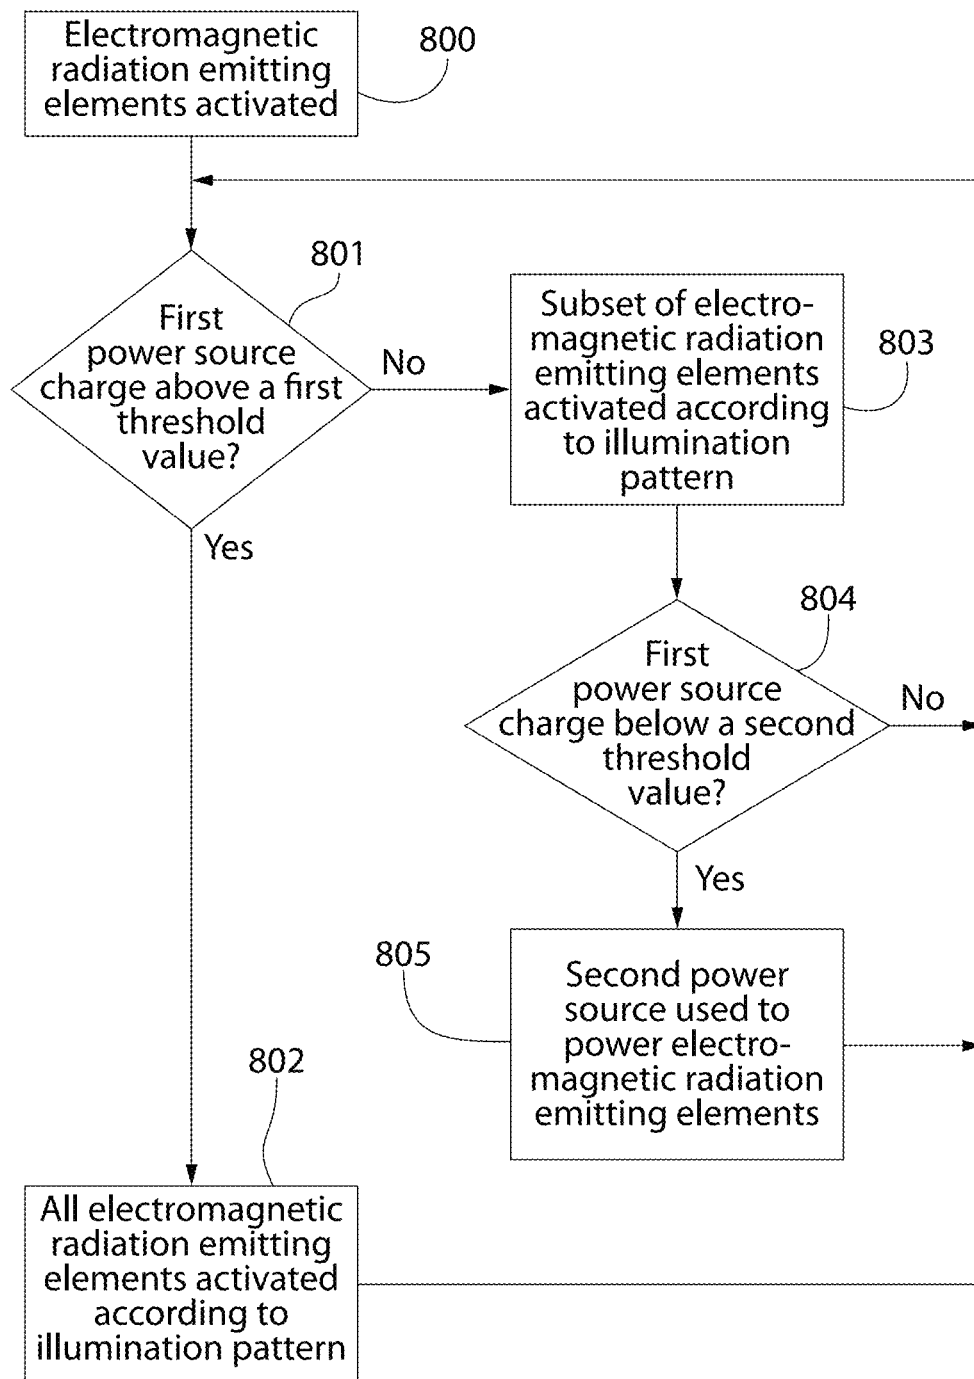 Electromagnetic
radiation emitting
elements activated
800
801
First
power source
charge above a first
threshold
value?
No
Yes
Subset of electro-
magnetic radiation
emitting elements
activated according
to illumination
pattern
803
804
First
power source
charge below a second
threshold
value?
No
Yes
805
Second power
source used to
power electro-
magnetic radiation
emitting elements
802
All electromagnetic
radiation emitting
elements activated
according to
illumination pattern